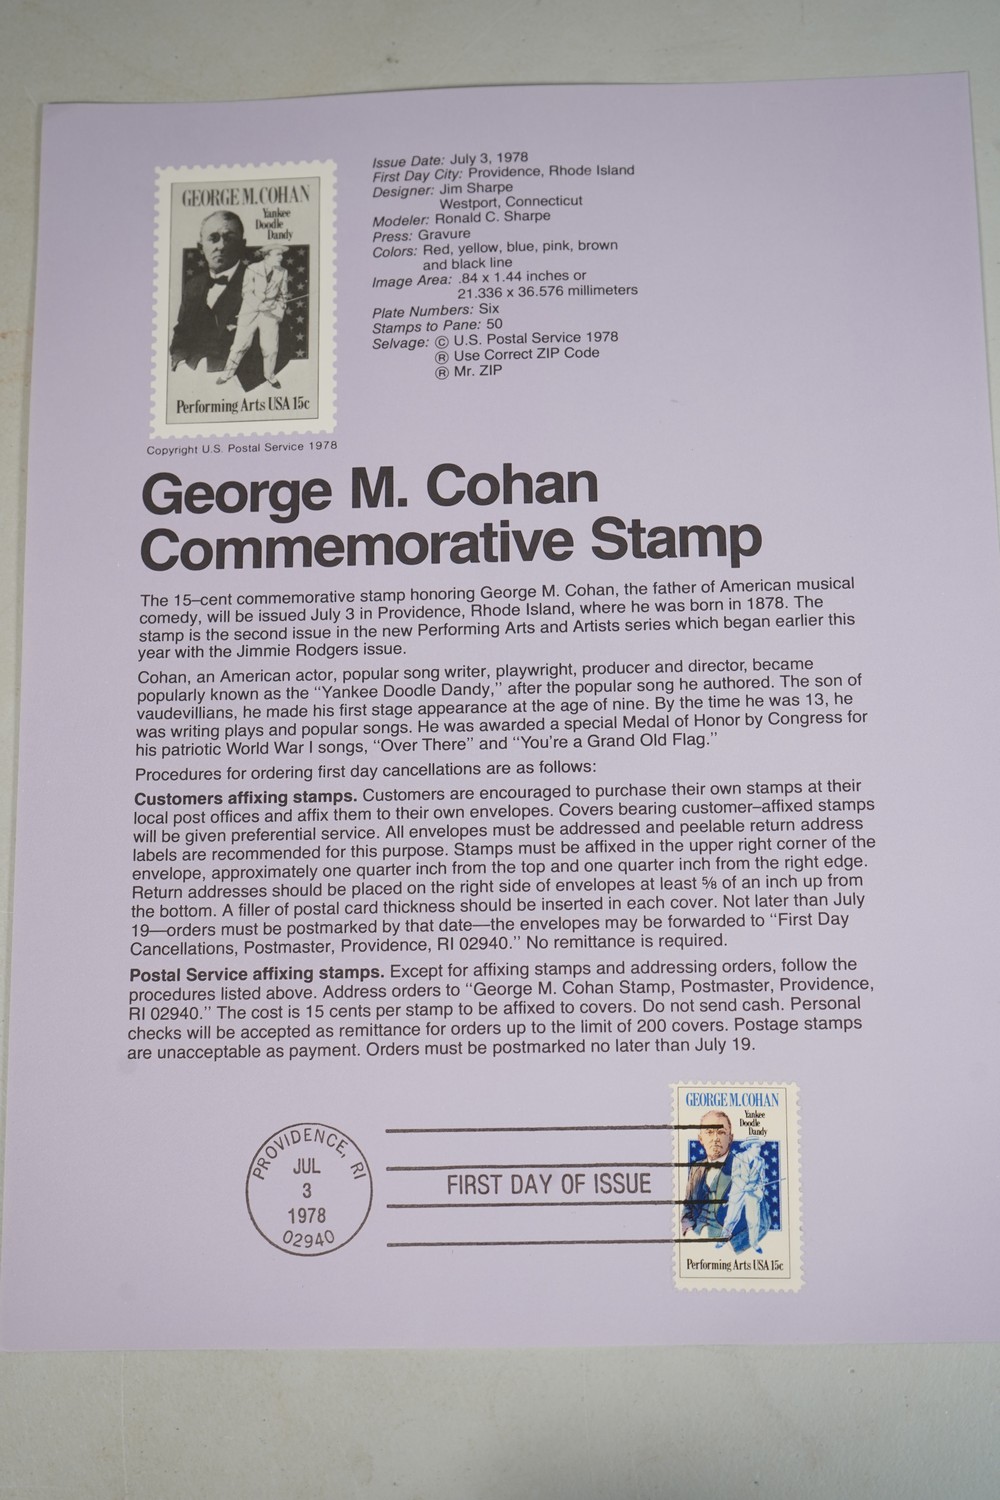 GEORGE M. COHAN
Yankee
Doodle
Dandy
Performing Arts USA 15c
Copyright U.S. Postal Service 1978
Issue Date: July 3, 1978
First Day City: Providence, Rhode Island
Designer: Jim Sharpe
Westport, Connecticut
Modeler: Ronald C. Sharpe
Press: Gravure
Colors: Red, yellow, blue, pink, brown
and black line
Image Area: .84 x 1.44 inches or
21.336 x 36.576 millimeters
Plate Numbers: Six
Stamps to Pane: 50
Selvage: © U.S. Postal Service 1978
® Use Correct ZIP Code
® Mr. ZIP
George M. Cohan
Commemorative Stamp
The 15–cent commemorative stamp honoring George M. Cohan, the father of American musical
comedy, will be issued July 3 in Providence, Rhode Island, where he was born in 1878. The
stamp is the second issue in the new Performing Arts and Artists series which began earlier this
year with the Jimmie Rodgers issue.
Cohan, an American actor, popular song writer, playwright, producer and director, became
popularly known as the “Yankee Doodle Dandy,” after the popular song he authored. The son of
vaudevillians, he made his first stage appearance at the age of nine. By the time he was 13, he
was writing plays and popular songs. He was awarded a special Medal of Honor by Congress for
his patriotic World War I songs, “Over There” and “You’re a Grand Old Flag.”
Procedures for ordering first day cancellations are as follows:
Customers affixing stamps. Customers are encouraged to purchase their own stamps at their
local post offices and affix them to their own envelopes. Covers bearing customer–affixed stamps
will be given preferential service. All envelopes must be addressed and peelable return address
labels are recommended for this purpose. Stamps must be affixed in the upper right corner of the
envelope, approximately one quarter inch from the top and one quarter inch from the right edge.
Return addresses should be placed on the right side of envelopes at least ⅝ of an inch up from
the bottom. A filler of postal card thickness should be inserted in each cover. Not later than July
19—orders must be postmarked by that date—the envelopes may be forwarded to “First Day
Cancellations, Postmaster, Providence, RI 02940.” No remittance is required.
Postal Service affixing stamps. Except for affixing stamps and addressing orders, follow the
procedures listed above. Address orders to “George M. Cohan Stamp, Postmaster, Providence,
RI 02940.” The cost is 15 cents per stamp to be affixed to covers. Do not send cash. Personal
checks will be accepted as remittance for orders up to the limit of 200 covers. Postage stamps
are unacceptable as payment. Orders must be postmarked no later than July 19.
PROVIDENCE, RI
JUL
3
1978
02940
FIRST DAY OF ISSUE
GEORGE M. COHAN
Yankee
Doodle
Dandy
Performing Arts USA 15c